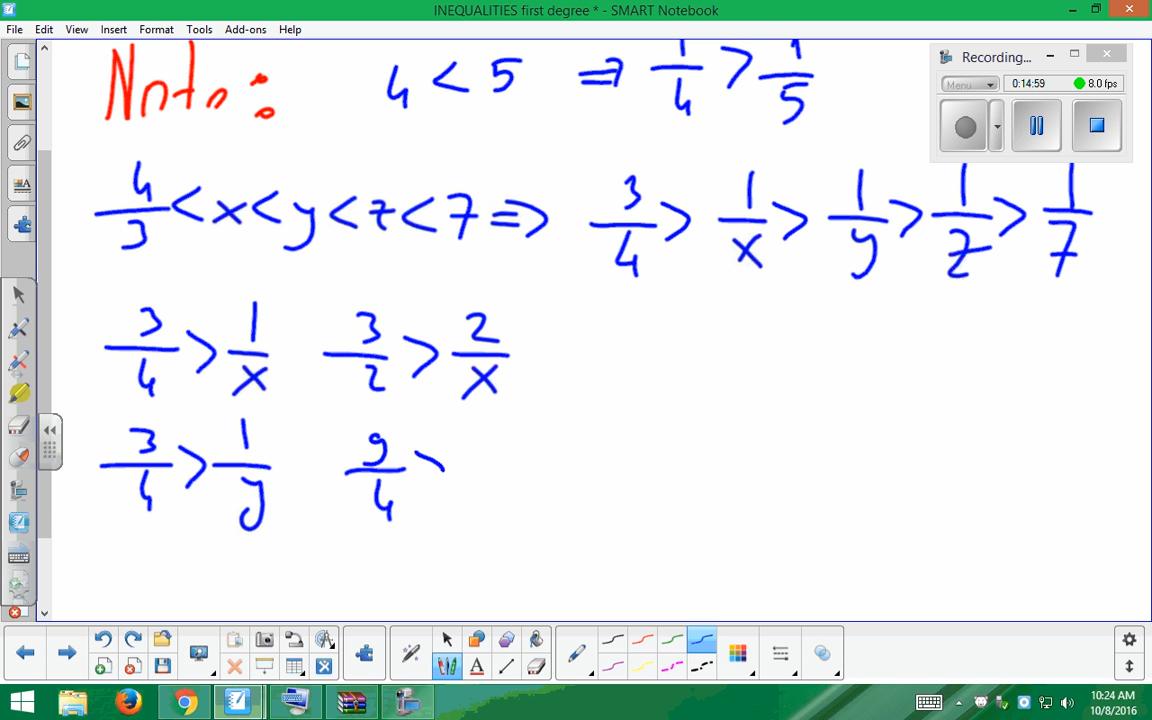 INEQUALITIES first degree * - SMART Notebook
File Edit View Insert Format Tools Add-ons Help
Recording...
Menu 0:14:59 8.0 fps
Note: 4 < 5 ⇒ 1/4 > 1/5
4/3 < x < y < z < 7 ⇒ 3/4 > 1/x > 1/y > 1/z > 1/7
3/4 > 1/x 3/2 > 2/x
3/4 > 1/y 9/4 >
10:24 AM
10/8/2016